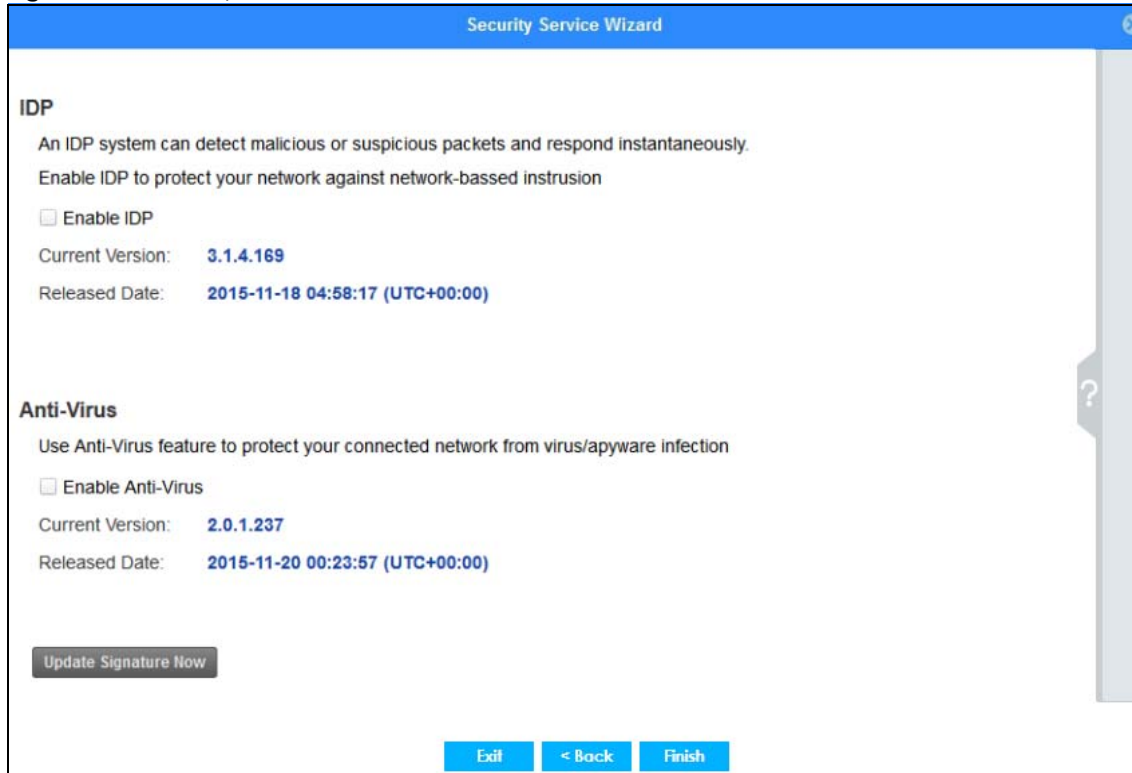 Security Service Wizard
IDP
An IDP system can detect malicious or suspicious packets and respond instantaneously.
Enable IDP to protect your network against network-bassed instrusion
Enable IDP
Current Version: 3.1.4.169
Released Date: 2015-11-18 04:58:17 (UTC+00:00)
?
Anti-Virus
Use Anti-Virus feature to protect your connected network from virus/apyware infection
Enable Anti-Virus
Current Version: 2.0.1.237
Released Date: 2015-11-20 00:23:57 (UTC+00:00)
Update Signature Now
Exit < Back Finish